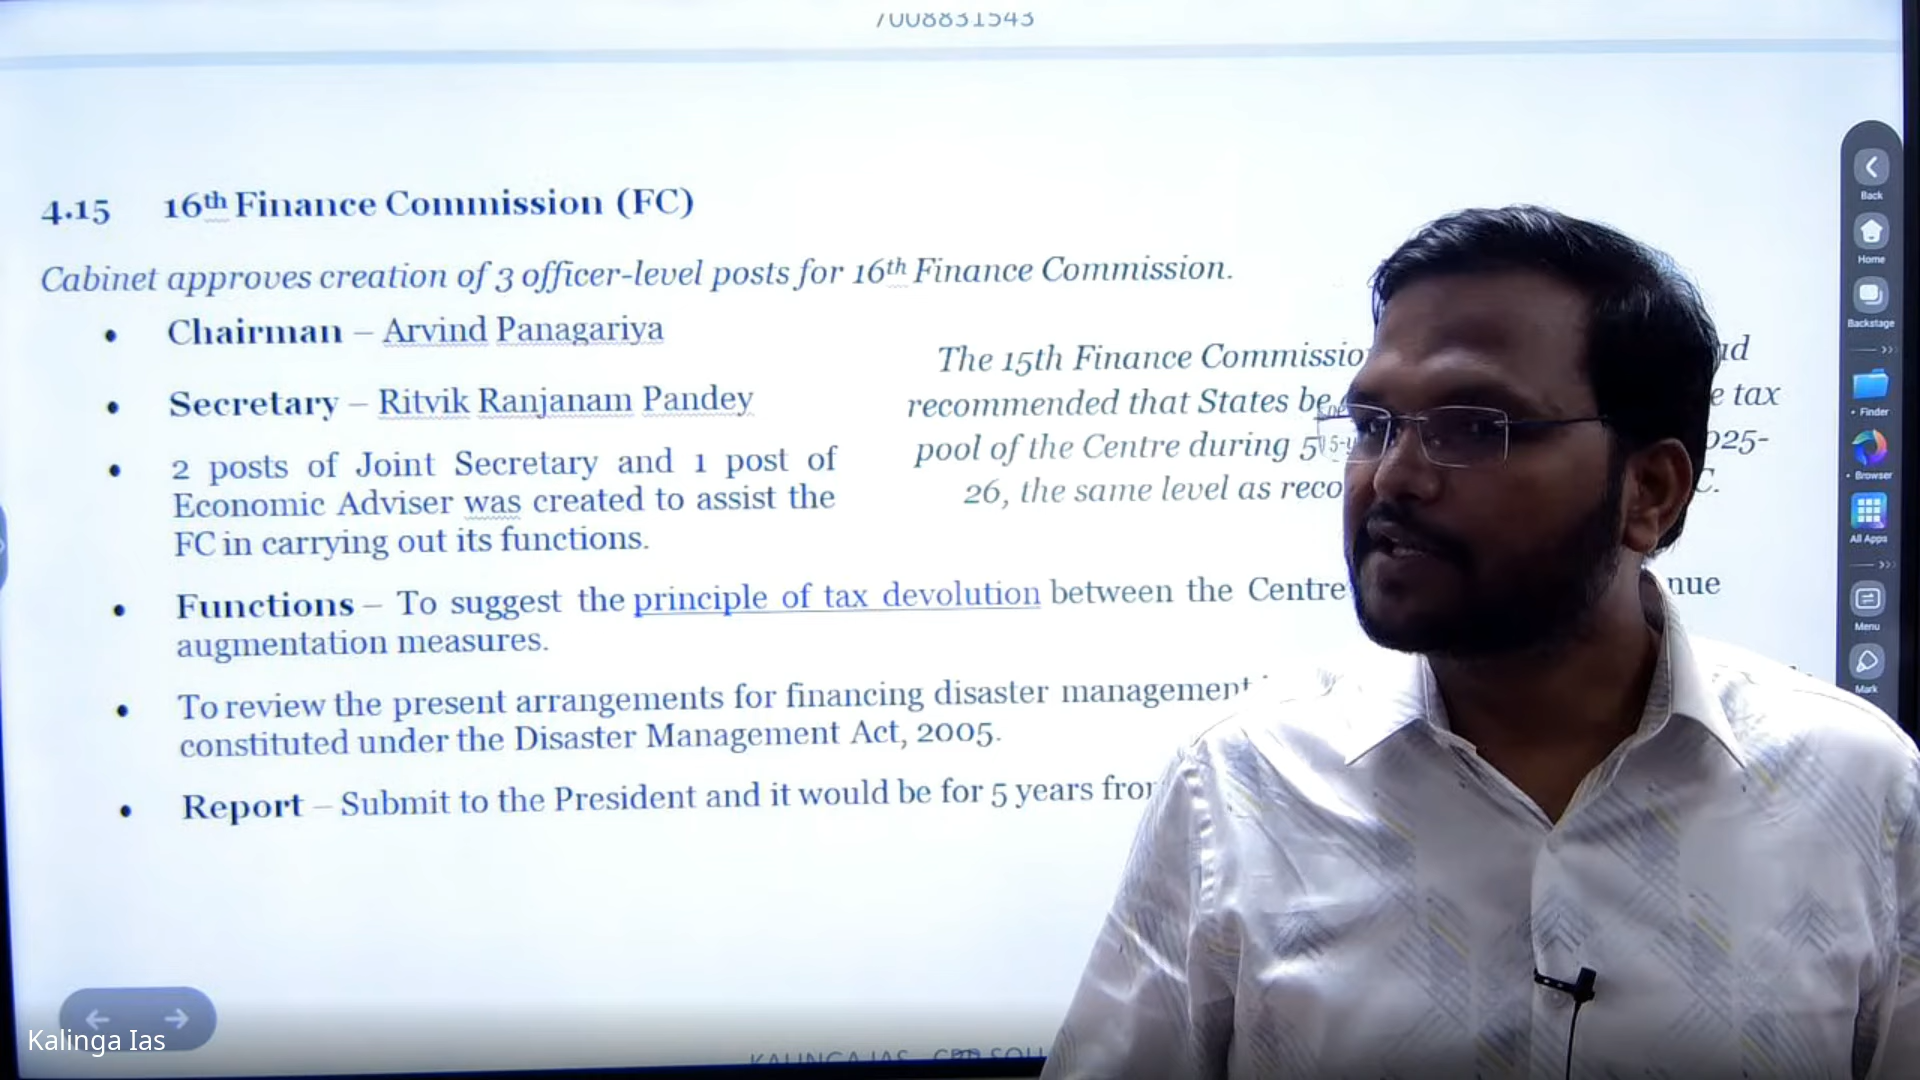 7008831543
4.15 16th Finance Commission (FC)
Cabinet approves creation of 3 officer-level posts for 16th Finance Commission.
• Chairman – Arvind Panagariya
• Secretary – Ritvik Ranjanam Pandey
• 2 posts of Joint Secretary and 1 post of
Economic Adviser was created to assist the
FC in carrying out its functions.
The 15th Finance
recommended that States be tax
pool of the Centre during
26, the same level as
• Functions – To suggest the principle of tax devolution between the Centre
augmentation measures.
• To review the present arrangements for financing disaster management
constituted under the Disaster Management Act, 2005.
• Report – Submit to the President and it would be for 5 years
Back
Home
Backstage
Finder
Browser
All Apps
Menu
Mark
Kalinga Ias
KALINGA IAS